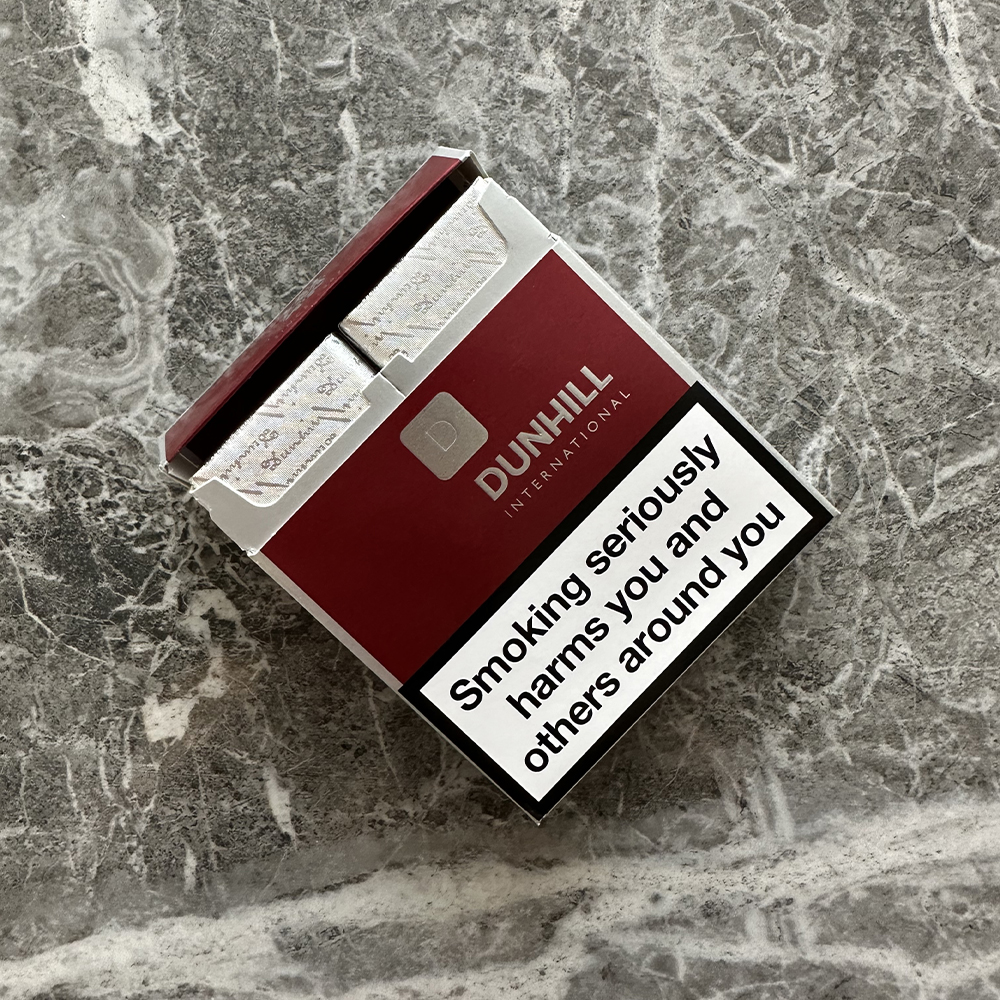 D
DUNHILL
INTERNATIONAL
Smoking seriously
harms you and
others around you